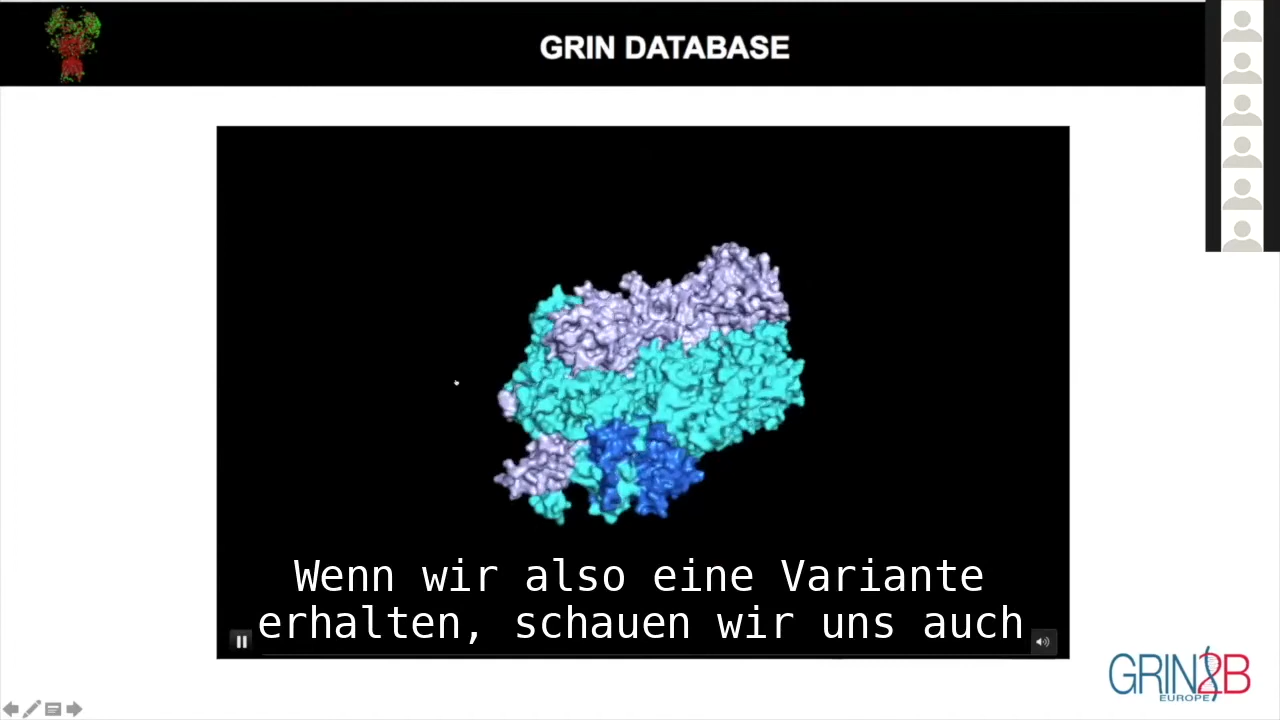 GRIN DATABASE
Wenn wir also eine Variante
erhalten, schauen wir uns auch
GRIN2B
EUROPE